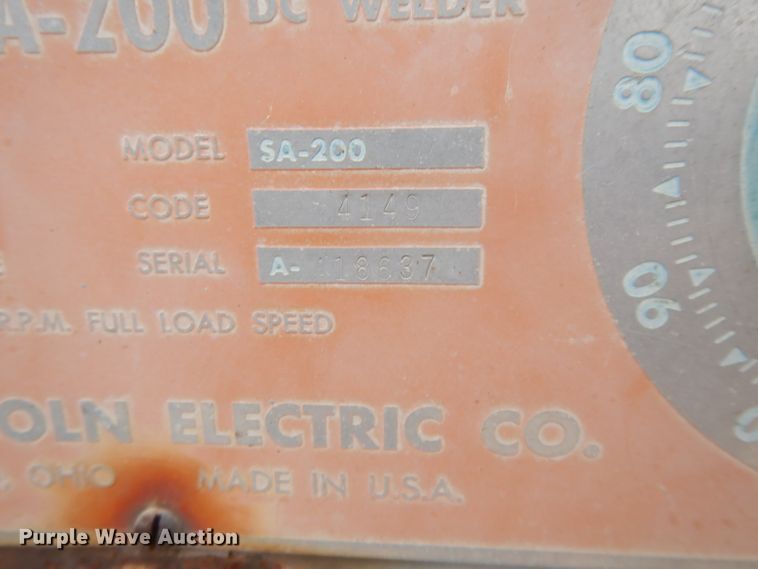 A-200 DC WELDER
MODEL SA-200
CODE 4149
SERIAL A-118637
R.P.M. FULL LOAD SPEED
OLN ELECTRIC CO.
OHIO MADE IN U.S.A.
80
90
Purple Wave Auction